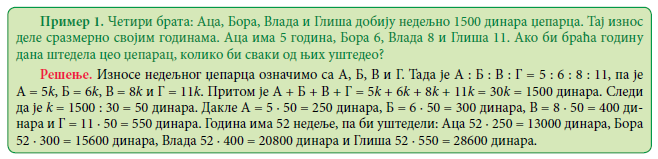 Пример 1. Четири брата: Аца, Бора, Влада и Глиша добију недељно 1500 динара џепарца. Тај износ
деле сразмерно својим годинама. Аца има 5 година, Бора 6, Влада 8 и Глиша 11. Ако би браћа годину
дана штедела цео џепарац, колико би сваки од њих уштедео?
Решење. Износе недељног џепарца означимо са А, Б, В и Г. Тада је А : Б : В : Г = 5 : 6 : 8 : 11, па је
А = 5k, Б = 6k, В = 8k и Г = 11k. Притом је А + Б + В + Г = 5k + 6k + 8k + 11k = 30k = 1500 динара. Следи
да је k = 1500 : 30 = 50 динара. Дакле А = 5 · 50 = 250 динара, Б = 6 · 50 = 300 динара, В = 8 · 50 = 400 ди-
нара и Г = 11 · 50 = 550 динара. Година има 52 недеље, па би уштедели: Аца 52 · 250 = 13000 динара, Бора
52 · 300 = 15600 динара, Влада 52 · 400 = 20800 динара и Глиша 52 · 550 = 28600 динара.